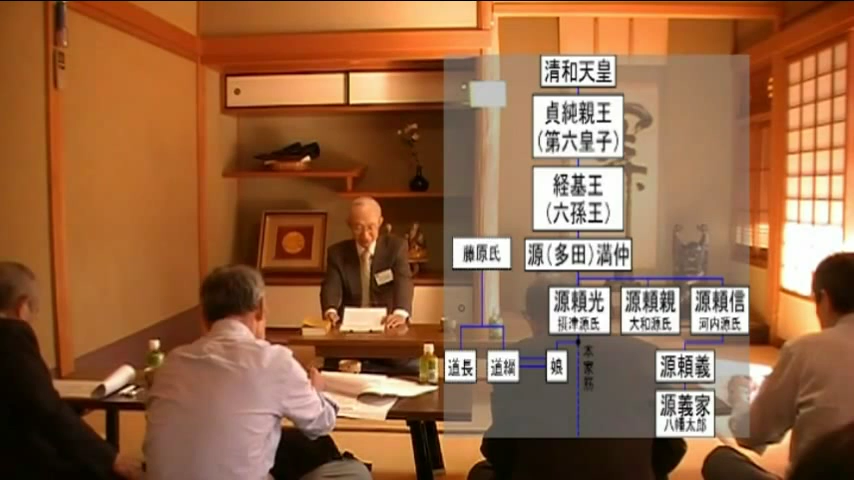 清和天皇
貞純親王
(第六皇子)
経基王
(六孫王)
藤原氏
源(多田)満仲
源頼光
摂津源氏
源頼親
大和源氏
源頼信
河内源氏
道長
道綱
娘
本家筋
源頼義
源義家
八幡太郎